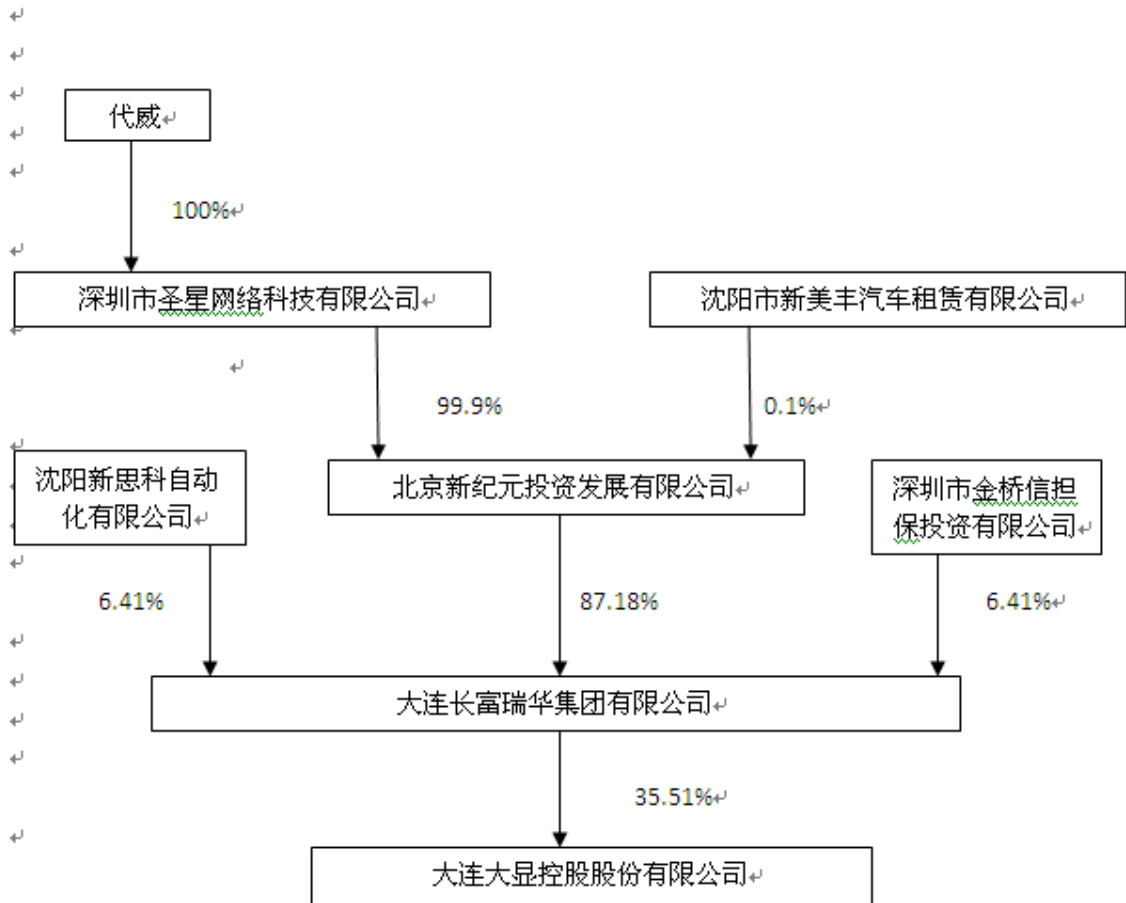 代威
100%
深圳市圣星网络科技有限公司
沈阳市新美丰汽车租赁有限公司
99.9%
0.1%
沈阳新思科自动
化有限公司
北京新纪元投资发展有限公司
深圳市金桥信担
保投资有限公司
6.41%
87.18%
6.41%
大连长富瑞华集团有限公司
35.51%
大连大显控股股份有限公司